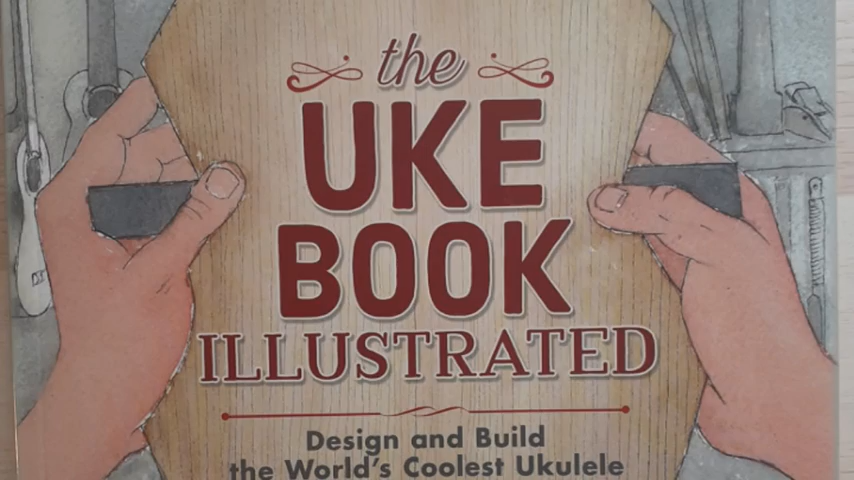 the
UKE
BOOK
ILLUSTRATED
Design and Build
the World's Coolest Ukulele